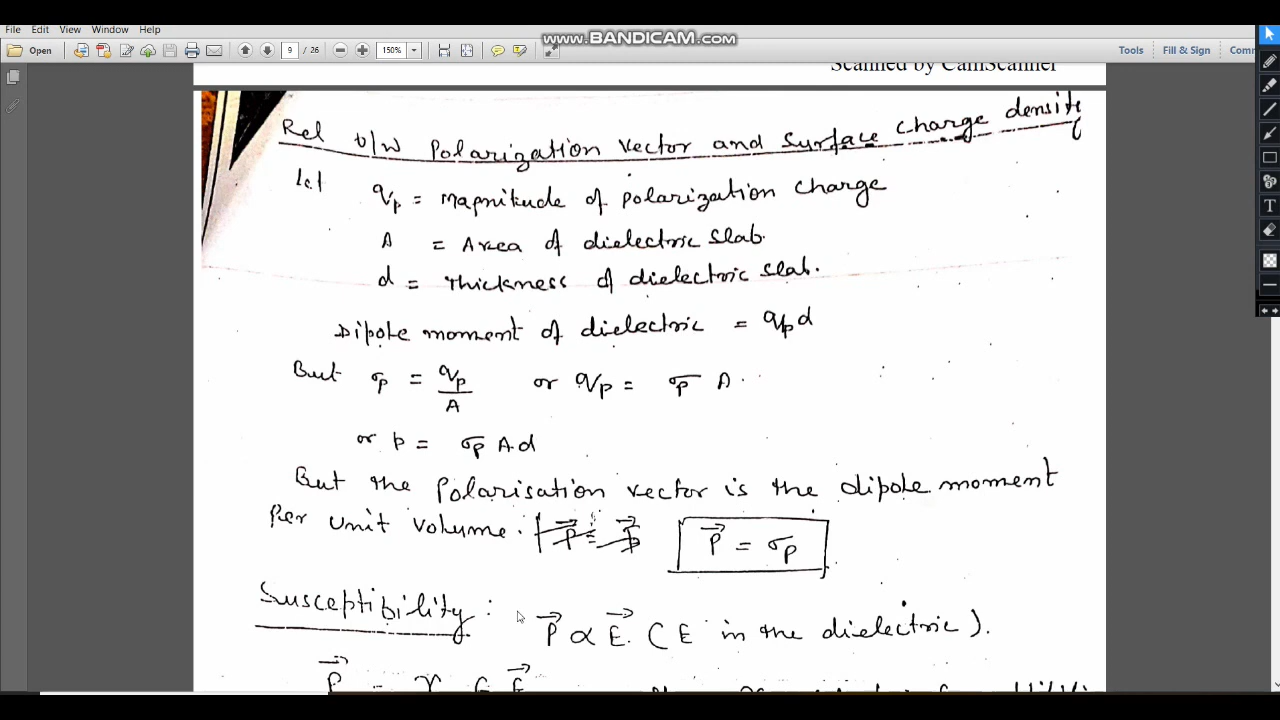 File Edit View Window Help
www.BANDICAM.com
Open 9 / 26 150% Tools Fill & Sign Comm
Scanned by CamScanner
Rel b/w Polarization vector and surface charge density
let qp = Magnitude of polarization charge
A = Area of dielectric slab.
d = thickness of dielectric slab.
Dipole moment of dielectric = qp d
But σp = qp/A or qp = σp A.
or p = σp A.d
But the Polarisation vector is the dipole moment
Per unit volume. P⃗ = σp
Susceptibility: P⃗ ∝ E⃗. (E in the dielectric).